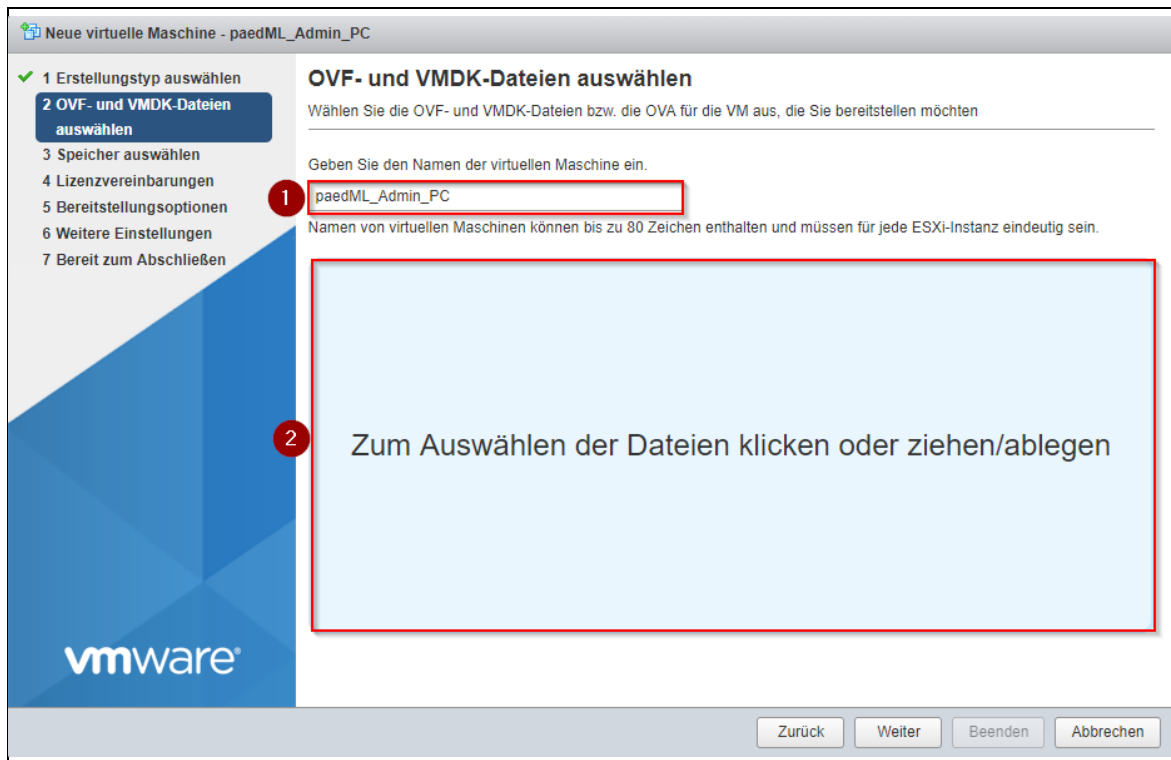 Neue virtuelle Maschine - paedML_Admin_PC
1 Erstellungstyp auswählen
2 OVF- und VMDK-Dateien
auswählen
3 Speicher auswählen
4 Lizenzvereinbarungen
5 Bereitstellungsoptionen
6 Weitere Einstellungen
7 Bereit zum Abschließen
OVF- und VMDK-Dateien auswählen
Wählen Sie die OVF- und VMDK-Dateien bzw. die OVA für die VM aus, die Sie bereitstellen möchten
Geben Sie den Namen der virtuellen Maschine ein.
1
paedML_Admin_PC
Namen von virtuellen Maschinen können bis zu 80 Zeichen enthalten und müssen für jede ESXi-Instanz eindeutig sein.
2
Zum Auswählen der Dateien klicken oder ziehen/ablegen
vmware®
Zurück
Weiter
Beenden
Abbrechen